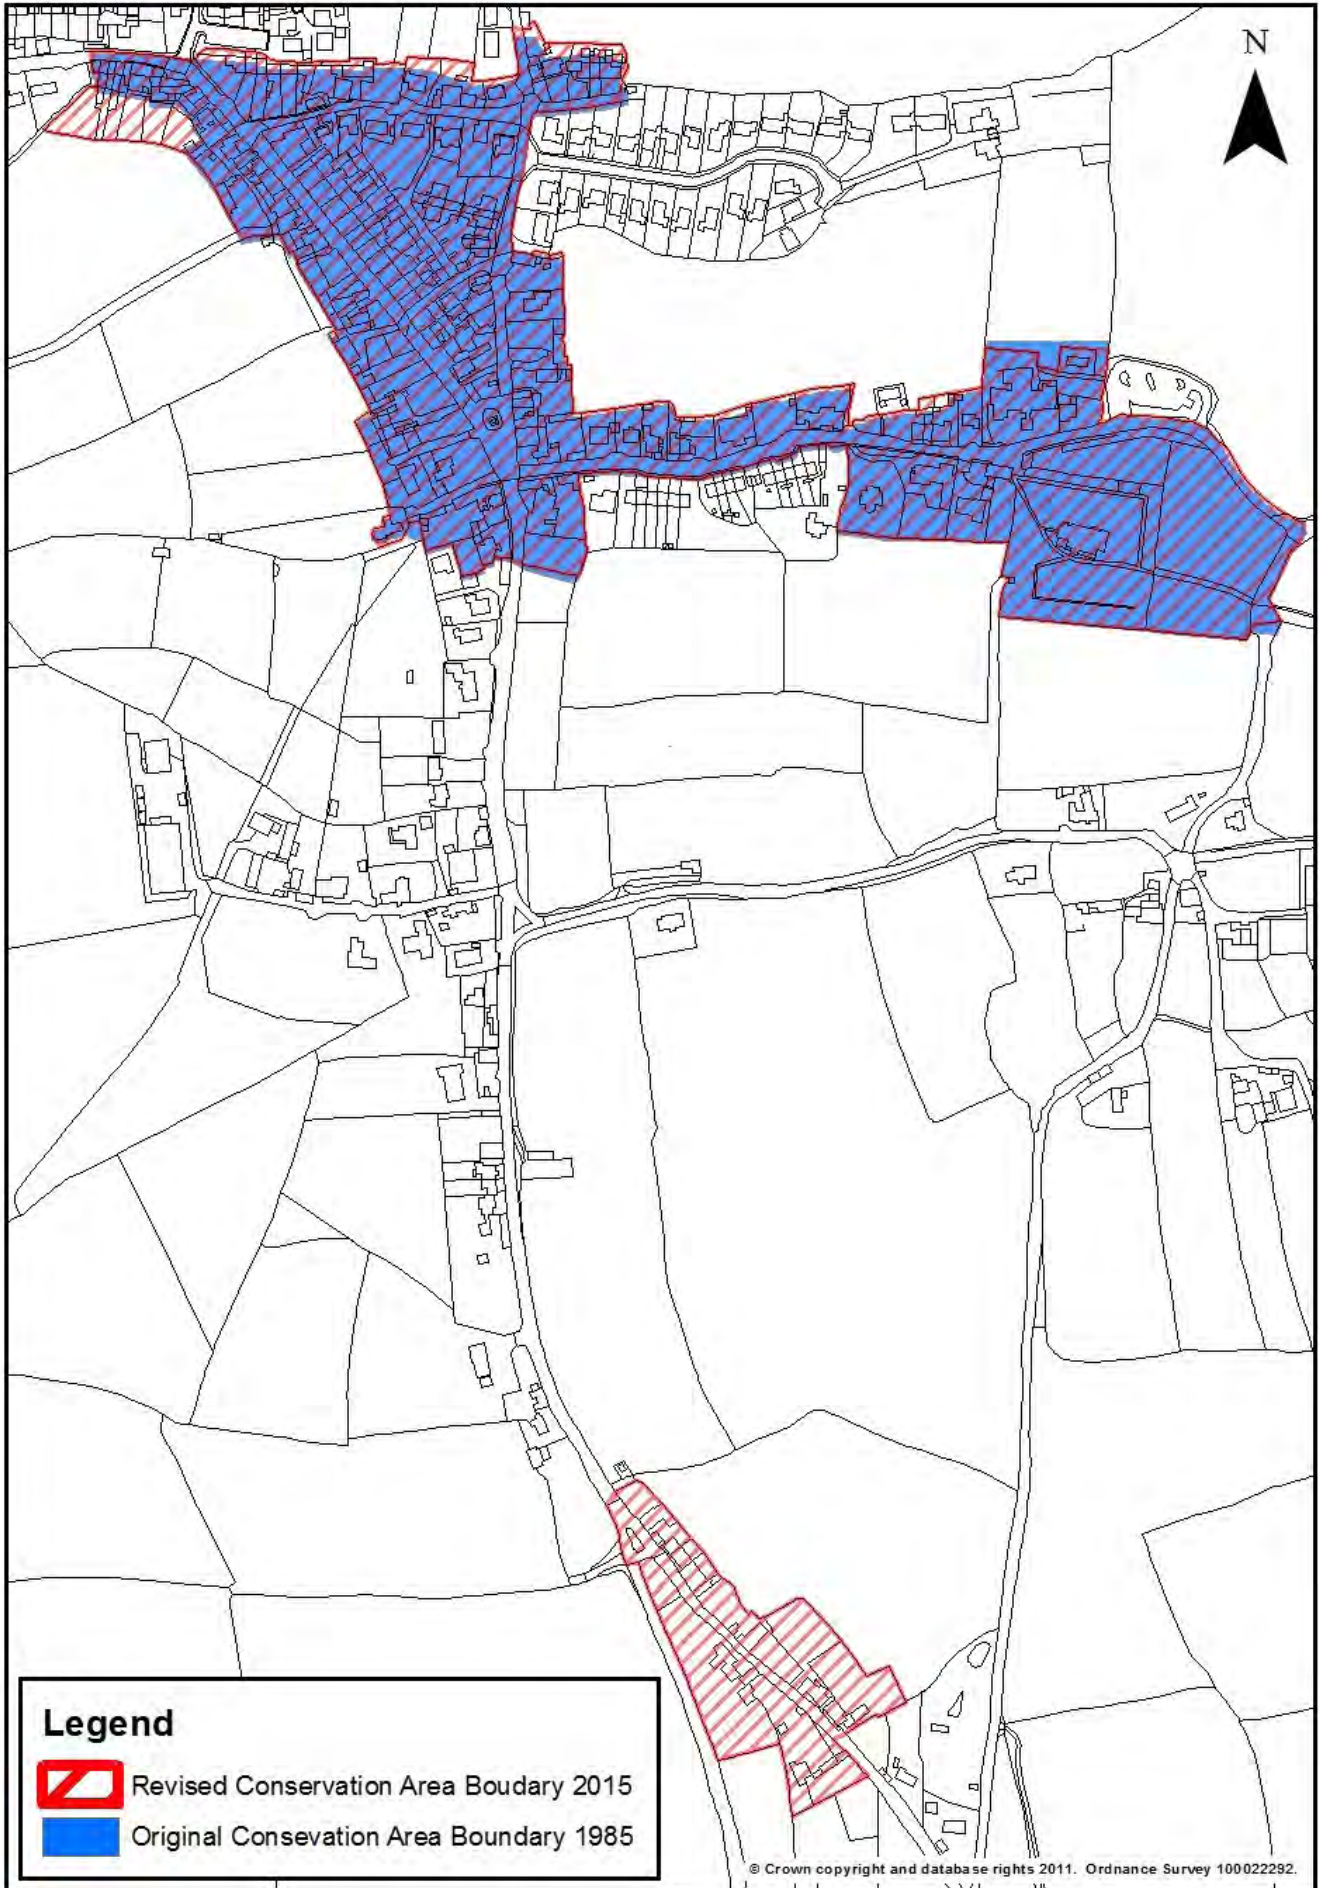 N
Legend
Revised Conservation Area Boudary 2015
Original Consevation Area Boundary 1985
© Crown copyright and database rights 2011. Ordnance Survey 100022292.